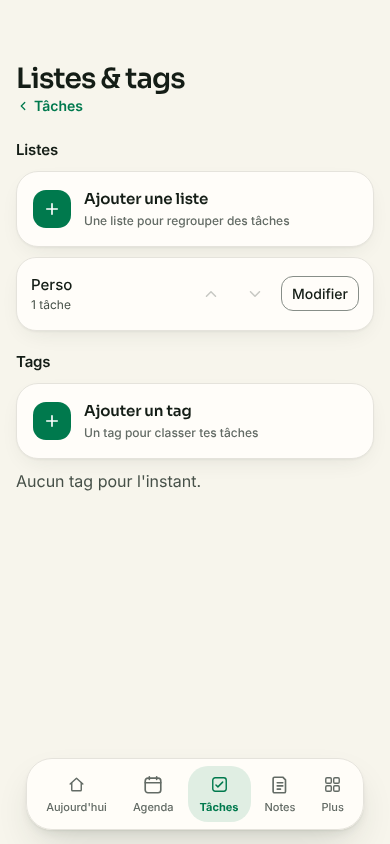 Listes & tags
Tâches
Listes
Ajouter une liste
Une liste pour regrouper des tâches
Perso
1 tâche
Modifier
Tags
Ajouter un tag
Un tag pour classer tes tâches
Aucun tag pour l'instant.
Aujourd'hui
Agenda
Tâches
Notes
Plus